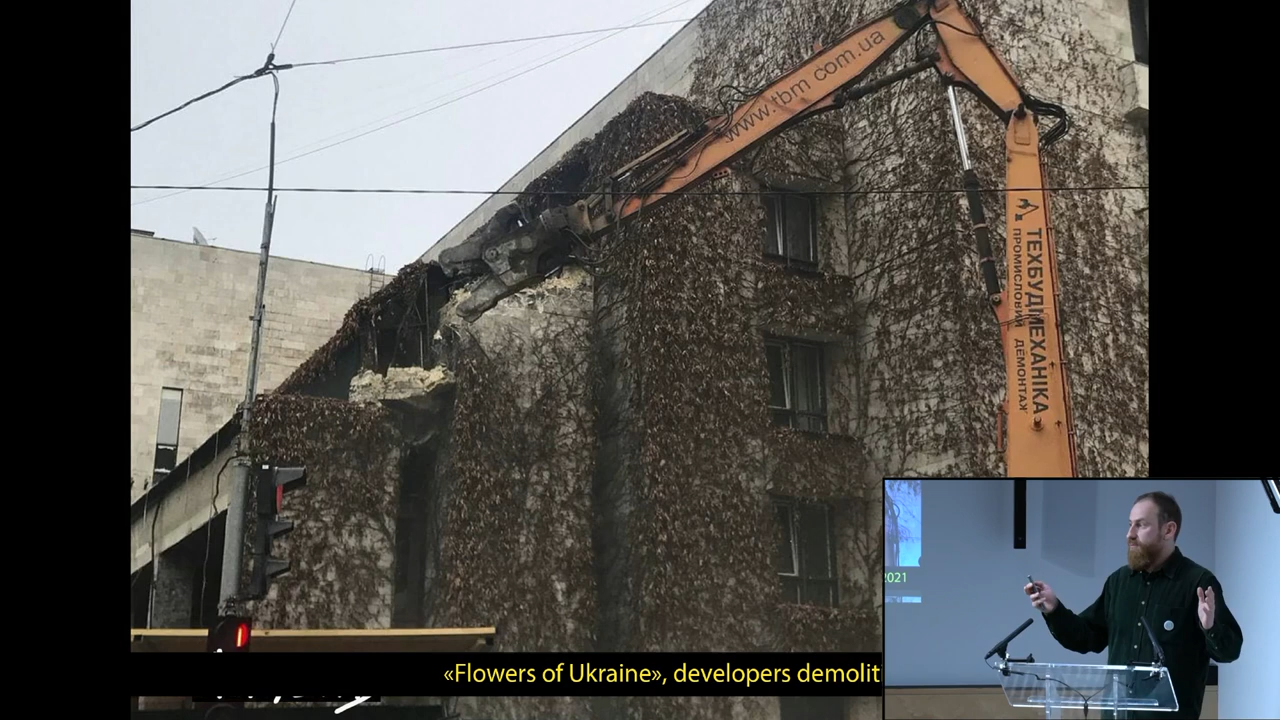 www.tbm com.ua
ТЕХБУДМЕХАНІКА
ПРОМИСЛОВИЙ ДЕМОНТАЖ
2021
«Flowers of Ukraine», developers demolit